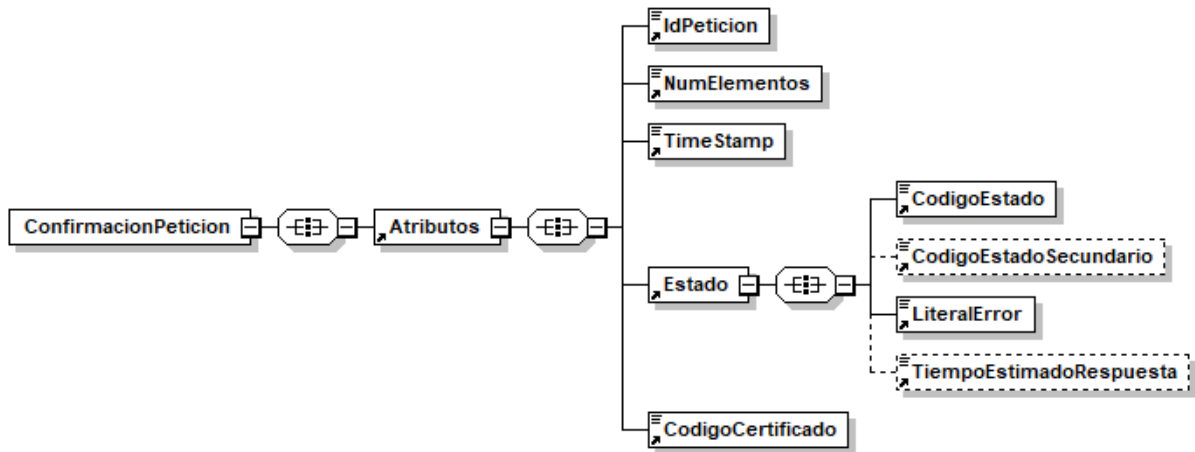 IdPeticion
NumElementos
TimeStamp
ConfirmacionPeticion
Atributos
Estado
CodigoEstado
CodigoEstadoSecundario
LiteralError
TiempoEstimadoRespuesta
CodigoCertificado